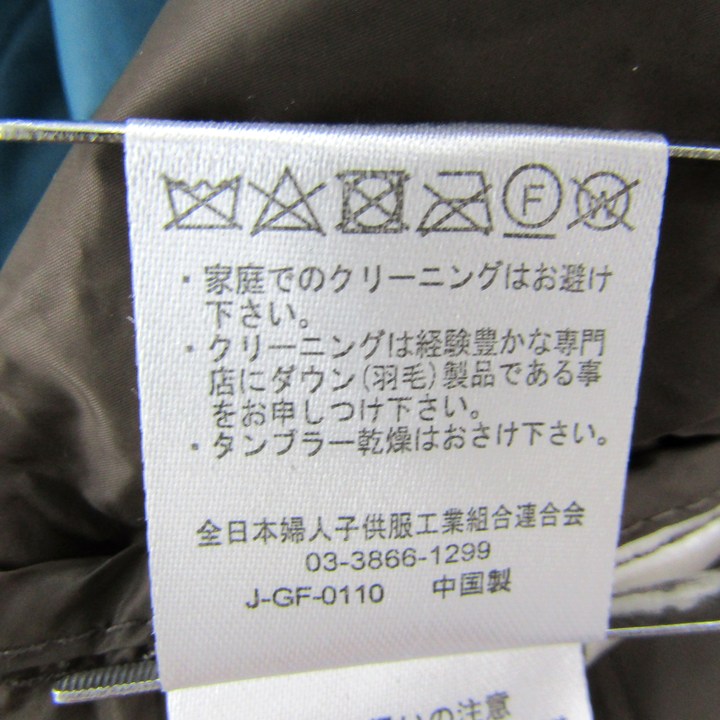 F W
・家庭でのクリーニングはお避け
下さい。
・クリーニングは経験豊かな専門
店にダウン(羽毛)製品である事
をお申しつけ下さい。
・タンブラー乾燥はおさけ下さい。
全日本婦人子供服工業組合連合会
03-3866-1299
J-GF-0110 中国製
の注意